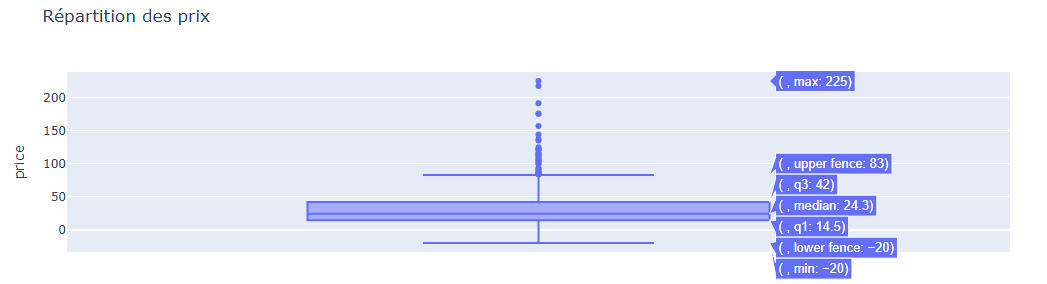 Répartition des prix
( , max: 225)
200
150
100
50
0
price
( , upper fence: 83)
( , q3: 42)
( , median: 24.3)
( , q1: 14.5)
( , lower fence: −20)
( , min: −20)